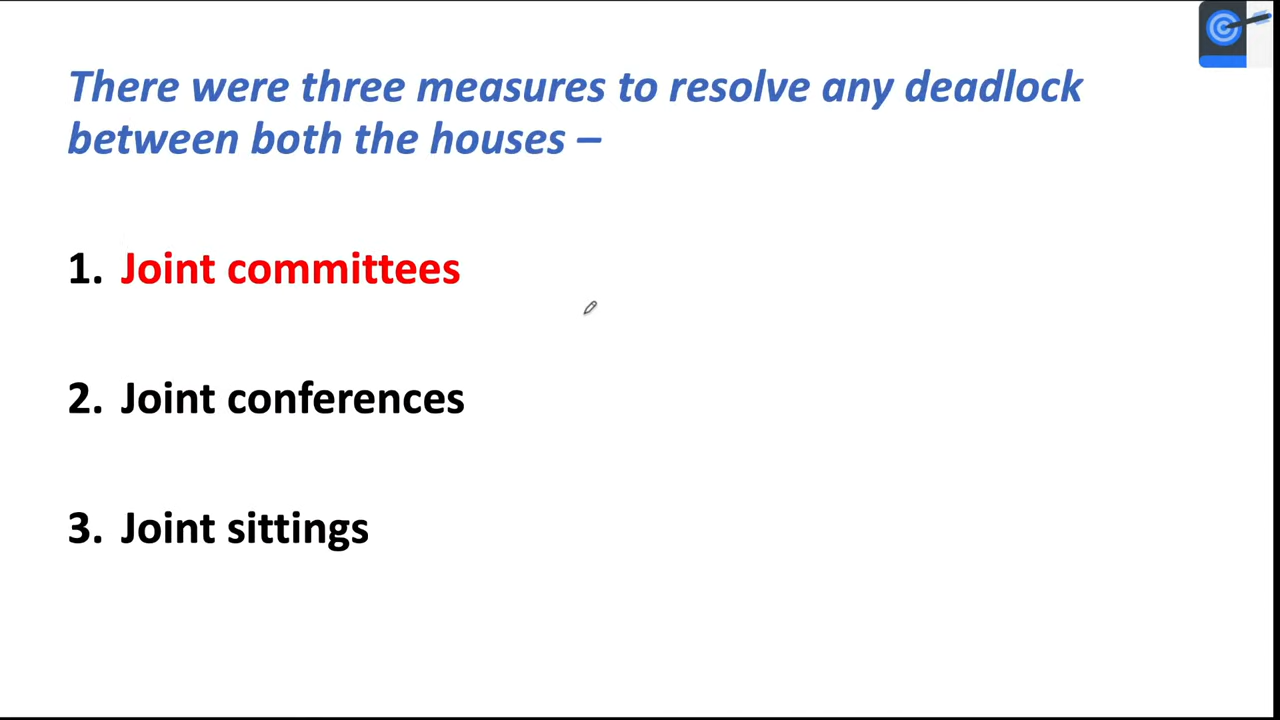 There were three measures to resolve any deadlock
between both the houses –
1. Joint committees
2. Joint conferences
3. Joint sittings